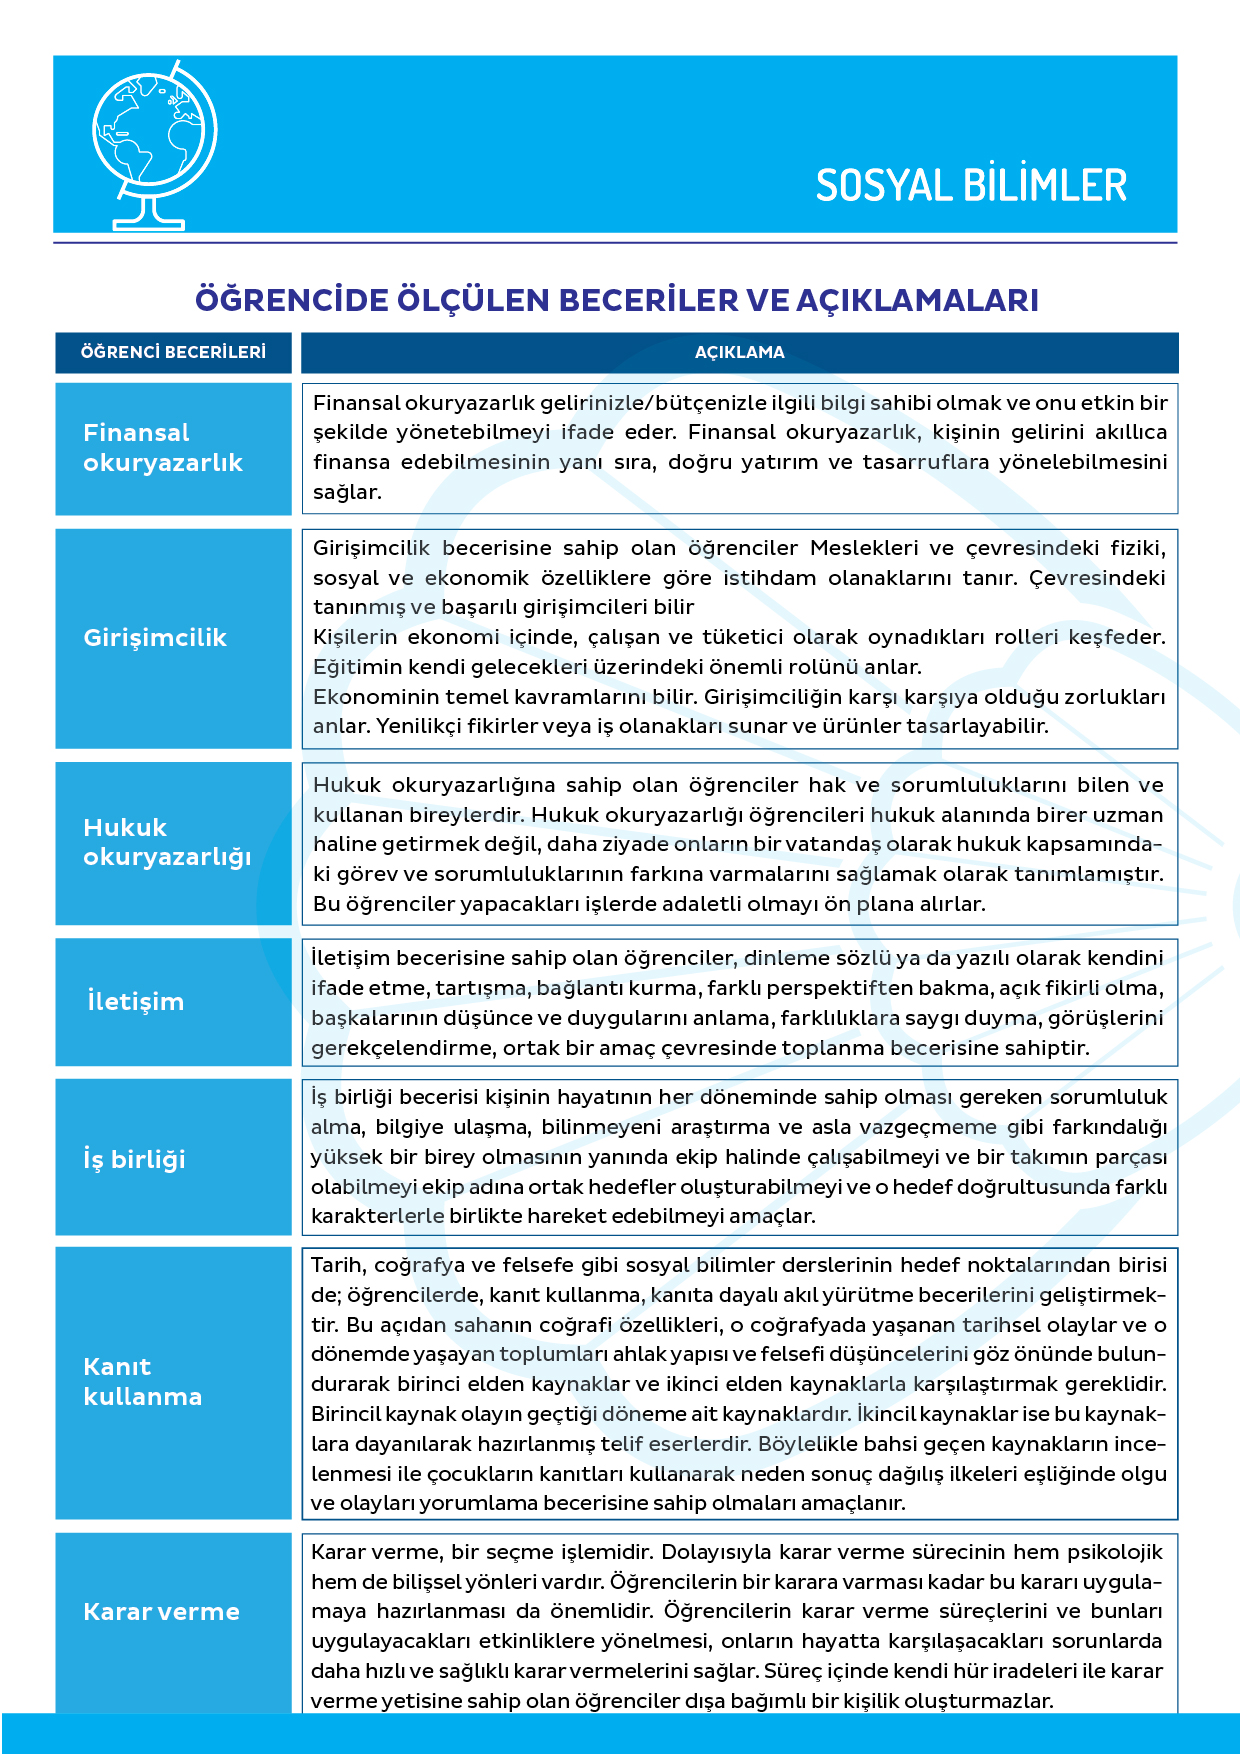 SOSYAL BİLİMLER
ÖĞRENCİDE ÖLÇÜLEN BECERİLER VE AÇIKLAMALARI
ÖĞRENCİ BECERİLERİ
AÇIKLAMA
Finansal
okuryazarlık
Finansal okuryazarlık gelirinizle/bütçenizle ilgili bilgi sahibi olmak ve onu etkin bir
şekilde yönetebilmeyi ifade eder. Finansal okuryazarlık, kişinin gelirini akıllıca
finansa edebilmesinin yanı sıra, doğru yatırım ve tasarruflara yönelebilmesini
sağlar.
Girişimcilik
Girişimcilik becerisine sahip olan öğrenciler Meslekleri ve çevresindeki fiziki,
sosyal ve ekonomik özelliklere göre istihdam olanaklarını tanır. Çevresindeki
tanınmış ve başarılı girişimcileri bilir
Kişilerin ekonomi içinde, çalışan ve tüketici olarak oynadıkları rolleri keşfeder.
Eğitimin kendi gelecekleri üzerindeki önemli rolünü anlar.
Ekonominin temel kavramlarını bilir. Girişimciliğin karşı karşıya olduğu zorlukları
anlar. Yenilikçi fikirler veya iş olanakları sunar ve ürünler tasarlayabilir.
Hukuk
okuryazarlığı
Hukuk okuryazarlığına sahip olan öğrenciler hak ve sorumluluklarını bilen ve
kullanan bireylerdir. Hukuk okuryazarlığı öğrencileri hukuk alanında birer uzman
haline getirmek değil, daha ziyade onların bir vatandaş olarak hukuk kapsamında-
ki görev ve sorumluluklarının farkına varmalarını sağlamak olarak tanımlamıştır.
Bu öğrenciler yapacakları işlerde adaletli olmayı ön plana alırlar.
İletişim
İletişim becerisine sahip olan öğrenciler, dinleme sözlü ya da yazılı olarak kendini
ifade etme, tartışma, bağlantı kurma, farklı perspektiften bakma, açık fikirli olma,
başkalarının düşünce ve duygularını anlama, farklılıklara saygı duyma, görüşlerini
gerekçelendirme, ortak bir amaç çevresinde toplanma becerisine sahiptir.
İş birliği
İş birliği becerisi kişinin hayatının her döneminde sahip olması gereken sorumluluk
alma, bilgiye ulaşma, bilinmeyeni araştırma ve asla vazgeçmeme gibi farkındalığı
yüksek bir birey olmasının yanında ekip halinde çalışabilmeyi ve bir takımın parçası
olabilmeyi ekip adına ortak hedefler oluşturabilmeyi ve o hedef doğrultusunda farklı
karakterlerle birlikte hareket edebilmeyi amaçlar.
Kanıt
kullanma
Tarih, coğrafya ve felsefe gibi sosyal bilimler derslerinin hedef noktalarından birisi
de; öğrencilerde, kanıt kullanma, kanıta dayalı akıl yürütme becerilerini geliştirmek-
tir. Bu açıdan sahanın coğrafi özellikleri, o coğrafyada yaşanan tarihsel olaylar ve o
dönemde yaşayan toplumları ahlak yapısı ve felsefi düşüncelerini göz önünde bulun-
durarak birinci elden kaynaklar ve ikinci elden kaynaklarla karşılaştırmak gereklidir.
Birincil kaynak olayın geçtiği döneme ait kaynaklardır. İkincil kaynaklar ise bu kaynak-
lara dayanılarak hazırlanmış telif eserlerdir. Böylelikle bahsi geçen kaynakların ince-
lenmesi ile çocukların kanıtları kullanarak neden sonuç dağılış ilkeleri eşliğinde olgu
ve olayları yorumlama becerisine sahip olmaları amaçlanır.
Karar verme
Karar verme, bir seçme işlemidir. Dolayısıyla karar verme sürecinin hem psikolojik
hem de bilişsel yönleri vardır. Öğrencilerin bir karara varması kadar bu kararı uygula-
maya hazırlanması da önemlidir. Öğrencilerin karar verme süreçlerini ve bunları
uygulayacakları etkinliklere yönelmesi, onların hayatta karşılaşacakları sorunlarda
daha hızlı ve sağlıklı karar vermelerini sağlar. Süreç içinde kendi hür iradeleri ile karar
verme yetisine sahip olan öğrenciler dışa bağımlı bir kişilik oluşturmazlar.